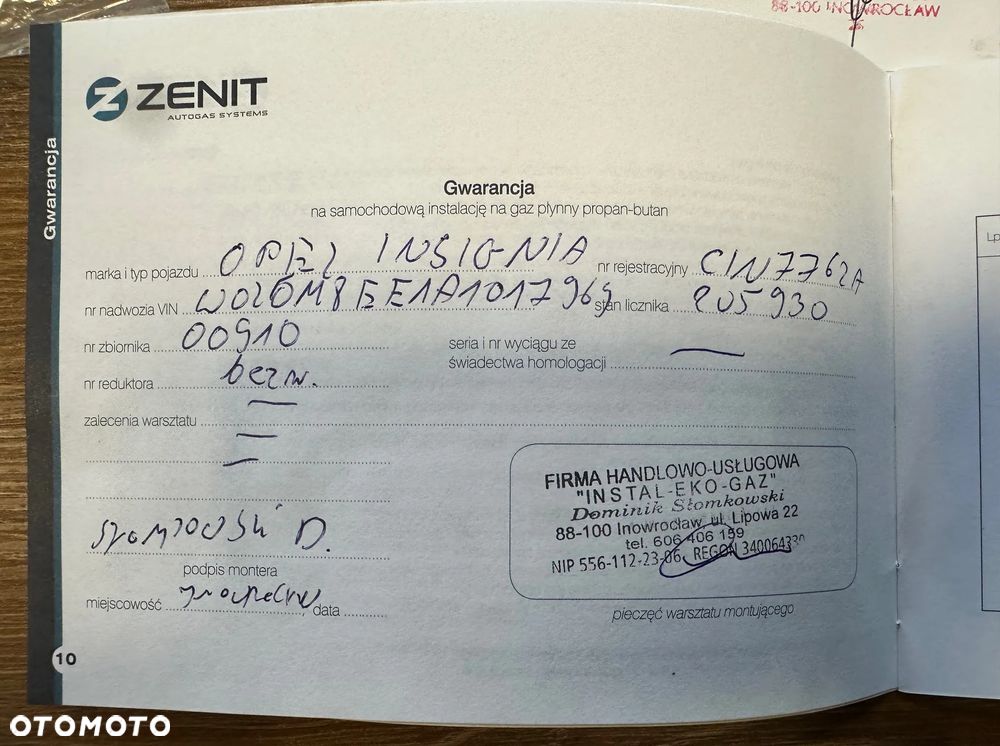 88-100 INOWROCŁAW
ZENIT
AUTOGAS SYSTEMS
Gwarancja
Gwarancja
na samochodową instalację na gaz płynny propan-butan
marka i typ pojazdu OPEL INSIGNIA nr rejestracyjny CIN7762A
nr nadwozia VIN W0L0M8EE1A1017969 stan licznika 205930
nr zbiornika 00910
seria i nr wyciągu ze
świadectwa homologacji —
nr reduktora bezn.
zalecenia warsztatu —
—
—
FIRMA HANDLOWO-USŁUGOWA
"INSTAL-EKO-GAZ"
Dominik Słomkowski
88-100 Inowrocław, ul. Lipowa 22
tel. 606 406 159
NIP 556-112-23-06, REGON 340064330
Słomkowski D.
podpis montera
miejscowość Inowrocław data
pieczęć warsztatu montującego
10
Lp
OTOMOTO